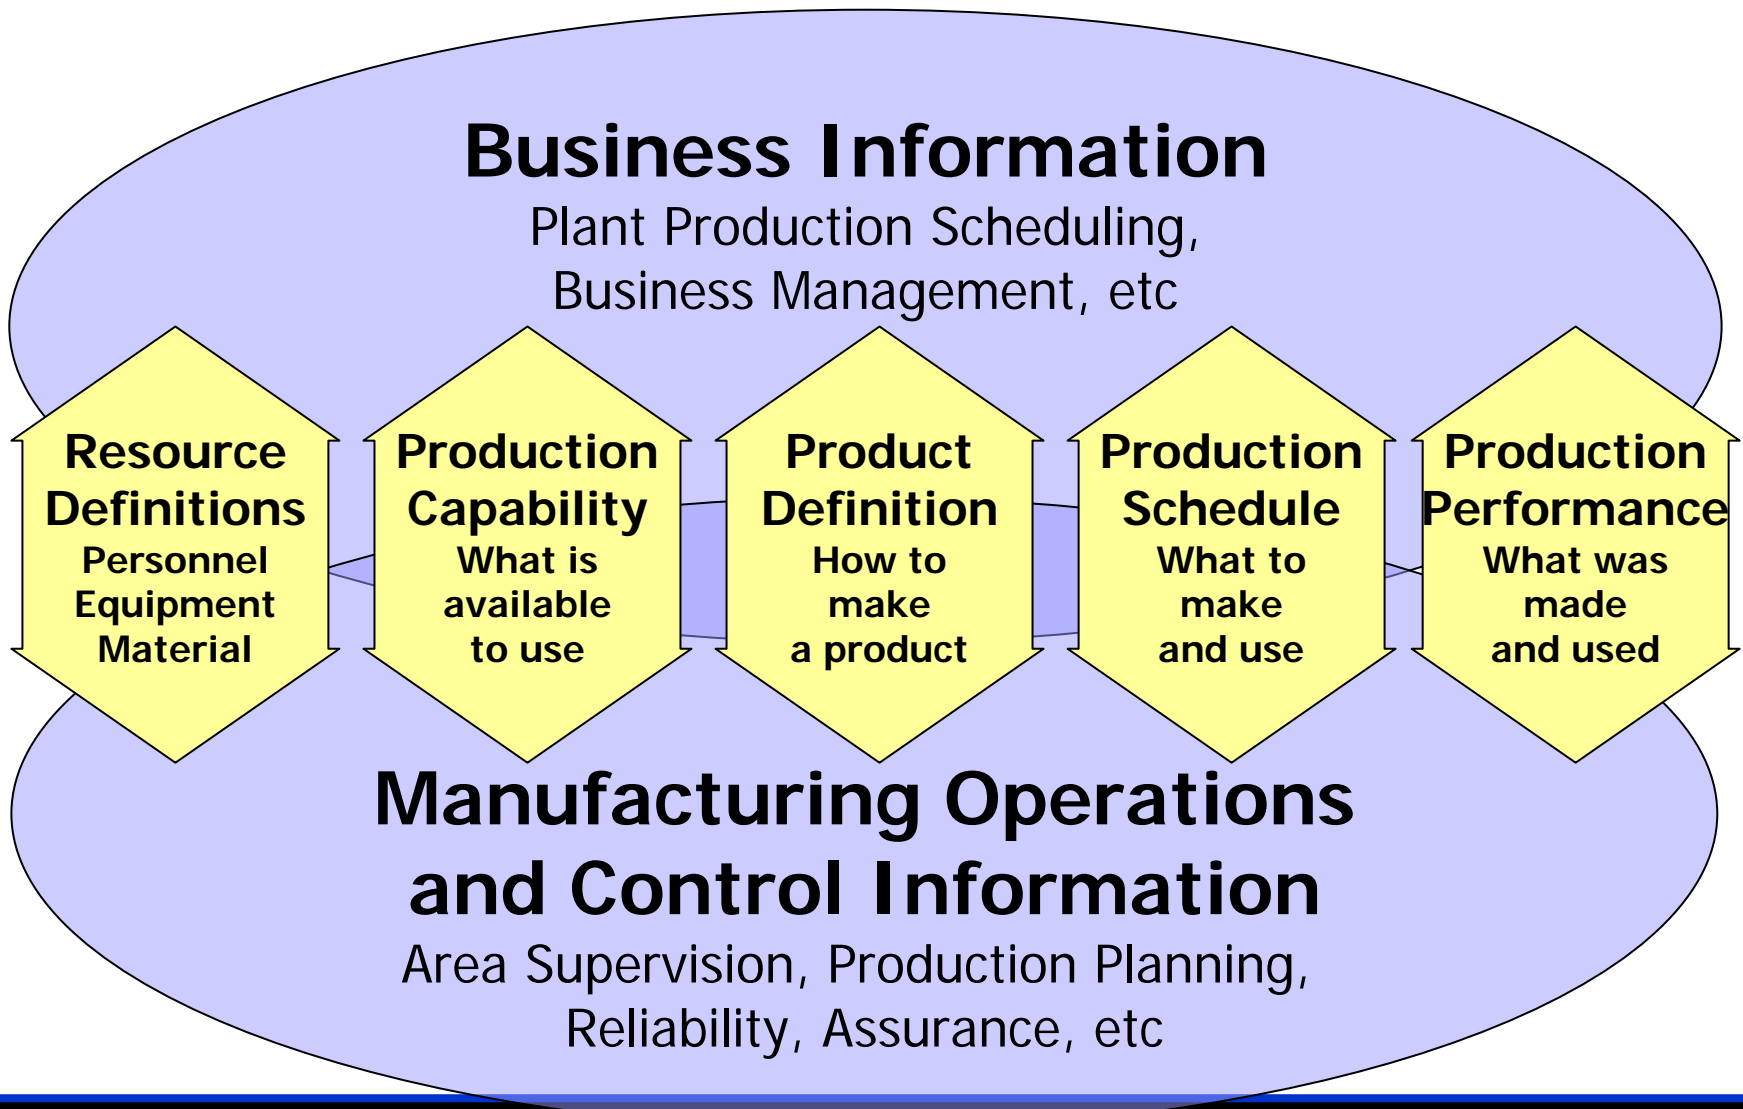 Business Information
Plant Production Scheduling,
Business Management, etc
Resource
Definitions
Personnel
Equipment
Material
Production
Capability
What is
available
to use
Product
Definition
How to
make
a product
Production
Schedule
What to
make
and use
Production
Performance
What was
made
and used
Manufacturing Operations
and Control Information
Area Supervision, Production Planning,
Reliability, Assurance, etc